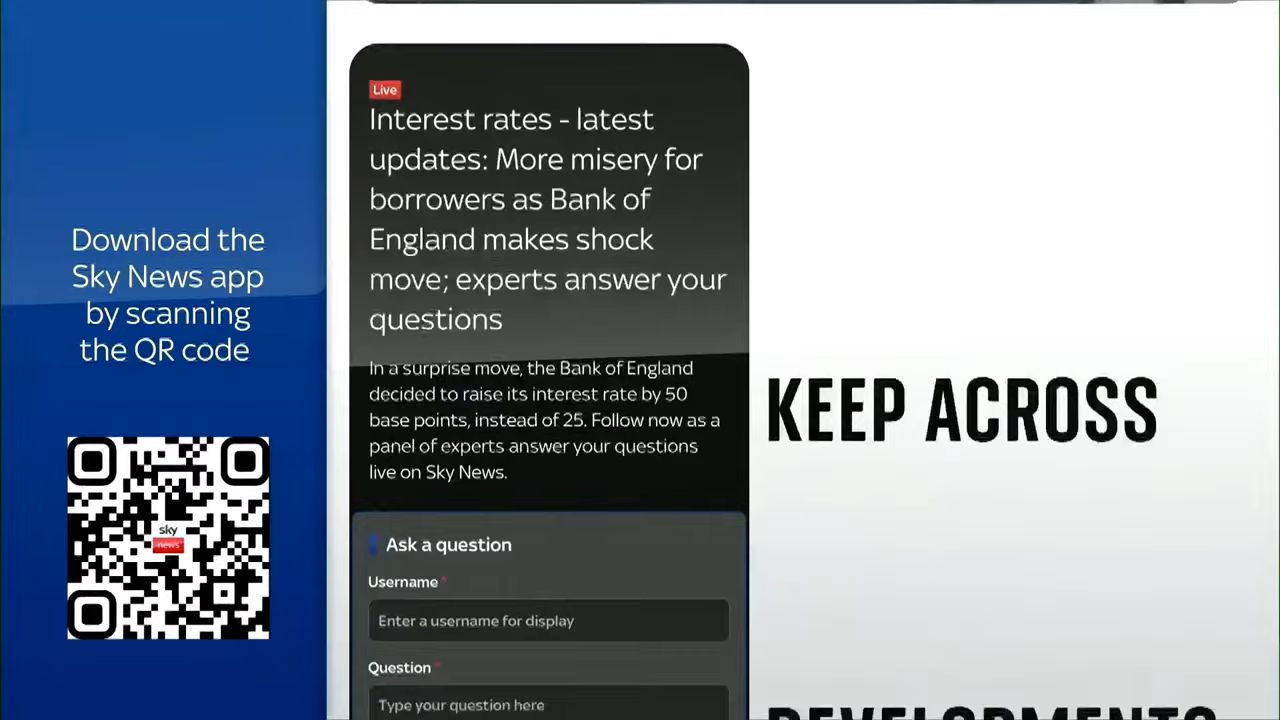 Download the
Sky News app
by scanning
the QR code
sky
news
Live
Interest rates - latest
updates: More misery for
borrowers as Bank of
England makes shock
move; experts answer your
questions
In a surprise move, the Bank of England
decided to raise its interest rate by 50
base points, instead of 25. Follow now as a
panel of experts answer your questions
live on Sky News.
Ask a question
Username *
Enter a username for display
Question *
Type your question here
KEEP ACROSS
DEVELOPMENTS